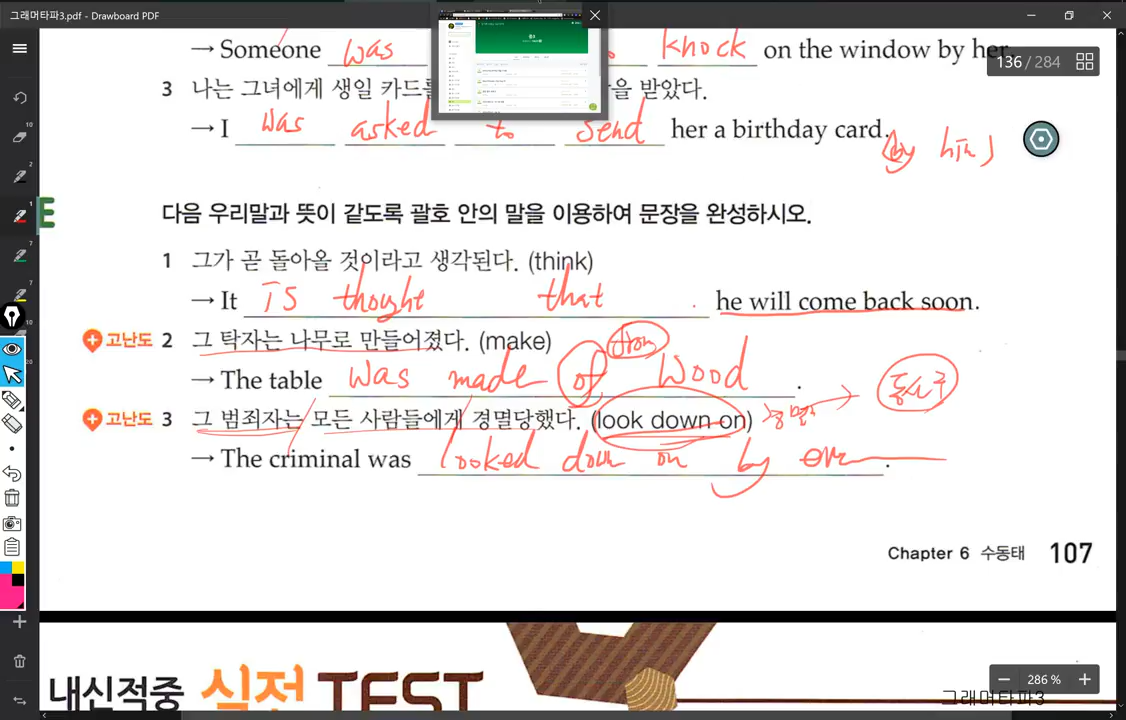 그래머타파3.pdf - Drawboard PDF
→ Someone was knock on the window by her.
136 / 284
3 나는 그녀에게 생일 카드를 을 받았다.
→ I was asked to send her a birthday card. (by him)
E
다음 우리말과 뜻이 같도록 괄호 안의 말을 이용하여 문장을 완성하시오.
1 그가 곧 돌아올 것이라고 생각된다. (think)
→ It is thought that he will come back soon.
고난도 2 그 탁자는 나무로 만들어졌다. (make)
from
→ The table was made of wood.
동사구
고난도 3 그 범죄자는 모든 사람들에게 경멸당했다. (look down on)
→ The criminal was looked down on by .
Chapter 6 수동태 107
286 %
내신적중 실전 TEST
그래머타파3